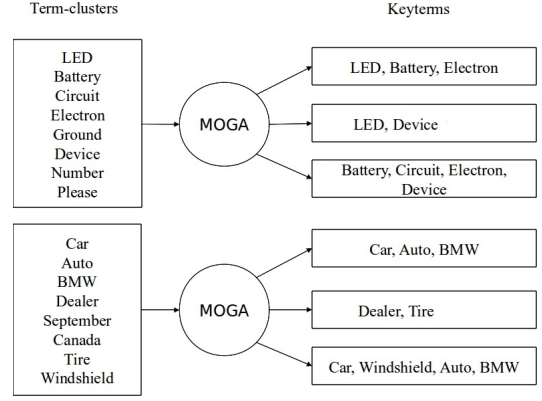 Term-clusters
Keyterms
LED
Battery
Circuit
Electron
Ground
Device
Number
Please
MOGA
LED, Battery, Electron
LED, Device
Battery, Circuit, Electron,
Device
Car
Auto
BMW
Dealer
September
Canada
Tire
Windshield
MOGA
Car, Auto, BMW
Dealer, Tire
Car, Windshield, Auto, BMW